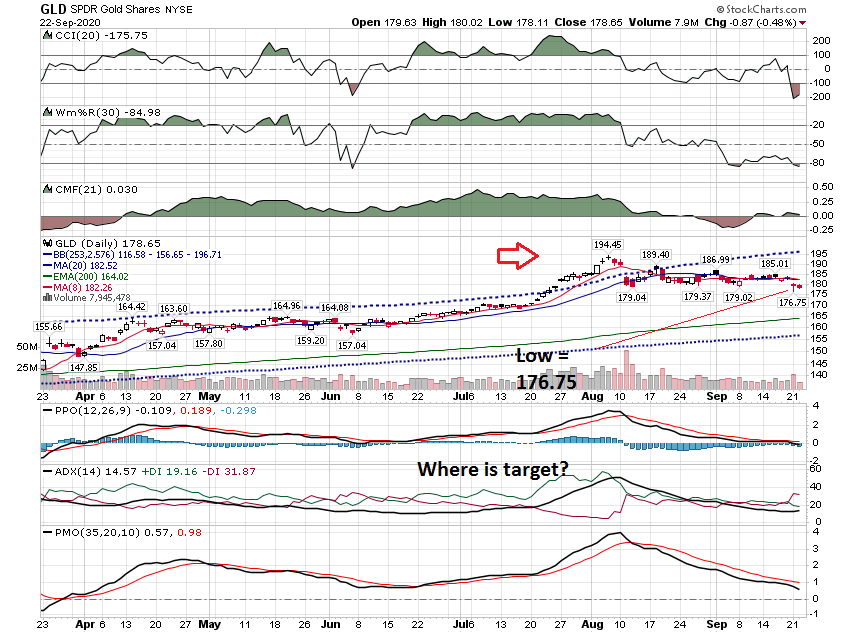 GLD SPDR Gold Shares NYSE © StockCharts.com
22-Sep-2020 Open 179.63 High 180.02 Low 178.11 Close 178.65 Volume 7.9M Chg -0.87 (-0.48%)
CCI(20) -175.75
200
100
0
-100
-200
Wm%R(30) -84.98
-20
-50
-80
CMF(21) 0.030
0.50
0.25
0.00
-0.25
GLD (Daily) 178.65
BB(253,2.576) 116.58 - 156.65 - 196.71
MA(20) 182.52
EMA(200) 164.02
MA(8) 182.26
Volume 7,945,478
194.45
189.40
186.99
185.01
179.04
179.37
179.02
176.75
164.42
163.60
164.96
164.08
155.66
157.04
157.80
159.20
157.04
147.85
195
190
185
180
175
170
165
160
155
150
145
140
50M
25M
Low =
176.75
23 Apr 6 13 20 27 May 11 18 26 Jun 8 15 22 Jul 6 13 20 27 Aug 10 17 24 Sep 8 14 21
PPO(12,26,9) -0.109, 0.189, -0.298
4
2
0
-2
Where is target?
ADX(14) 14.57 +DI 19.16 -DI 31.87
60
40
20
0
PMO(35,20,10) 0.57, 0.98
4
3
2
1
0
-1
23 Apr 6 13 20 27 May 11 18 26 Jun 8 15 22 Jul 6 13 20 27 Aug 10 17 24 Sep 8 14 21